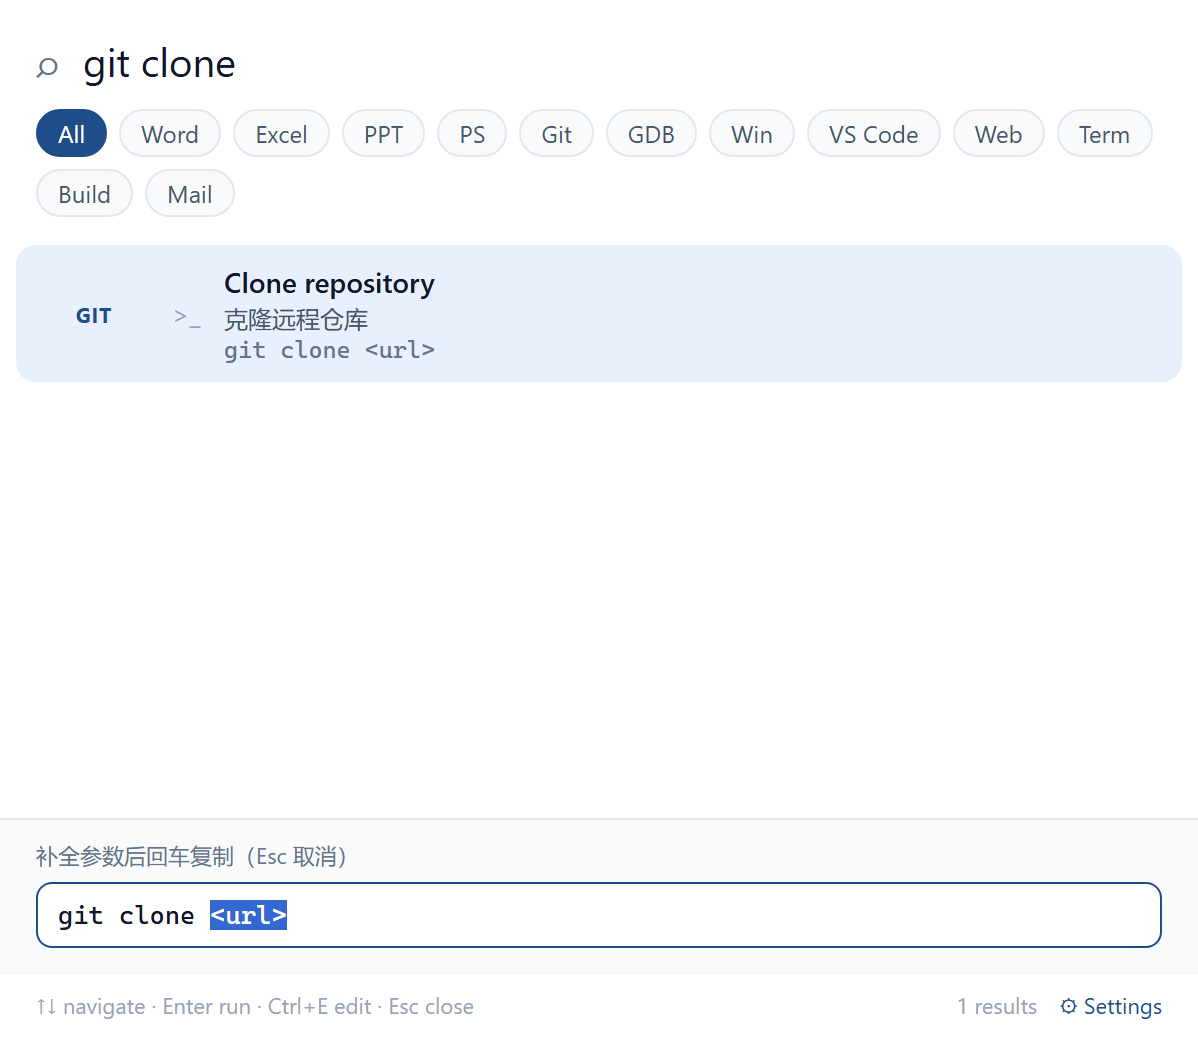 git clone
All Word Excel PPT PS Git GDB Win VS Code Web Term
Build Mail
Clone repository
GIT >_ 克隆远程仓库
git clone <url>
补全参数后回车复制（Esc 取消）
git clone <url>
↑↓ navigate · Enter run · Ctrl+E edit · Esc close 1 results ⚙ Settings